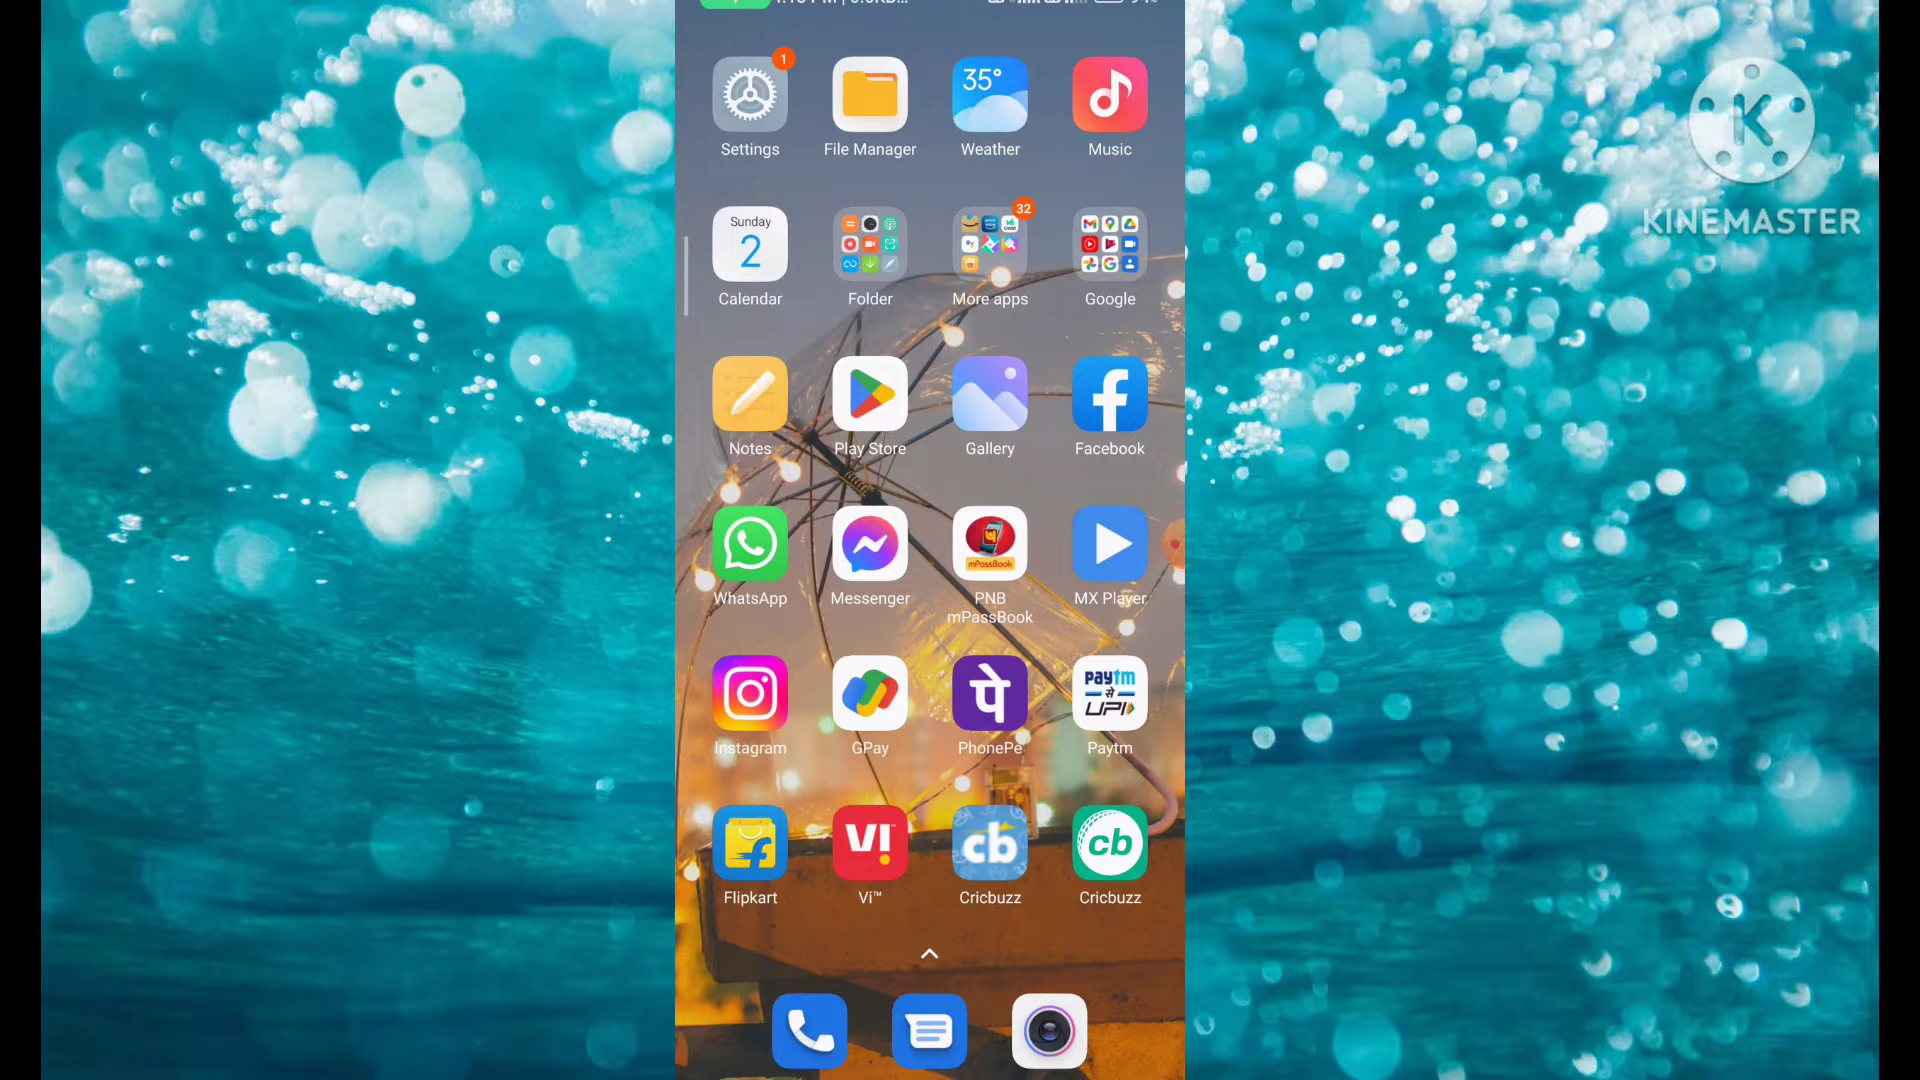 1
35°
Settings
File Manager
Weather
Music
Sunday
2
32
Calendar
Folder
More apps
Google
Notes
Play Store
Gallery
Facebook
mPassBook
WhatsApp
Messenger
PNB
mPassBook
MX Player
पे
paytm
से
UPI
Instagram
GPay
PhonePe
Paytm
VI
cb
cb
Flipkart
Vi™
Cricbuzz
Cricbuzz
K
KINEMASTER